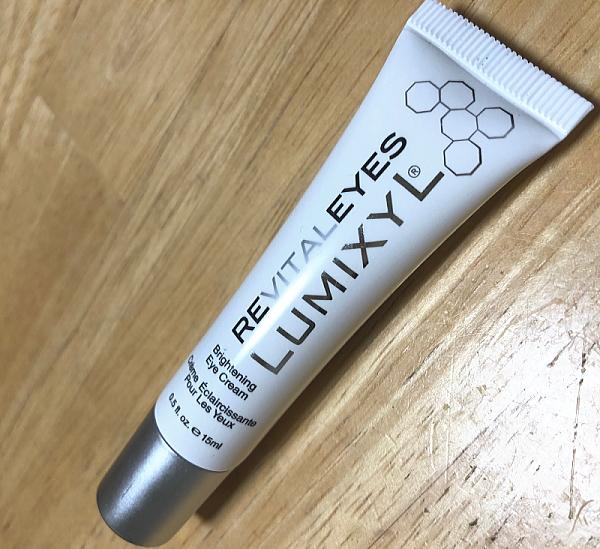 REVITALEYES
LUMIXYL®
Brightening
Eye Cream
Crème Éclaircissante
Pour Les Yeux
0.5 fl. oz. ℮ 15ml